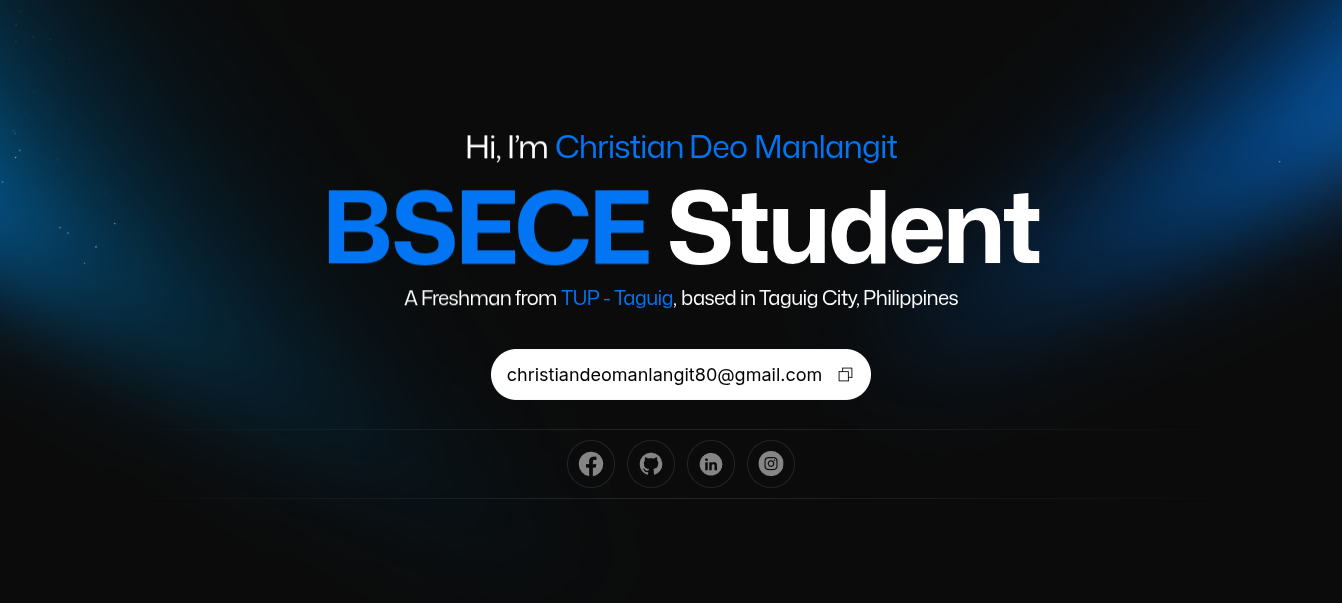 Hi, I’m Christian Deo Manlangit
BSECE Student
A Freshman from TUP - Taguig, based in Taguig City, Philippines
christiandeomanlangit80@gmail.com